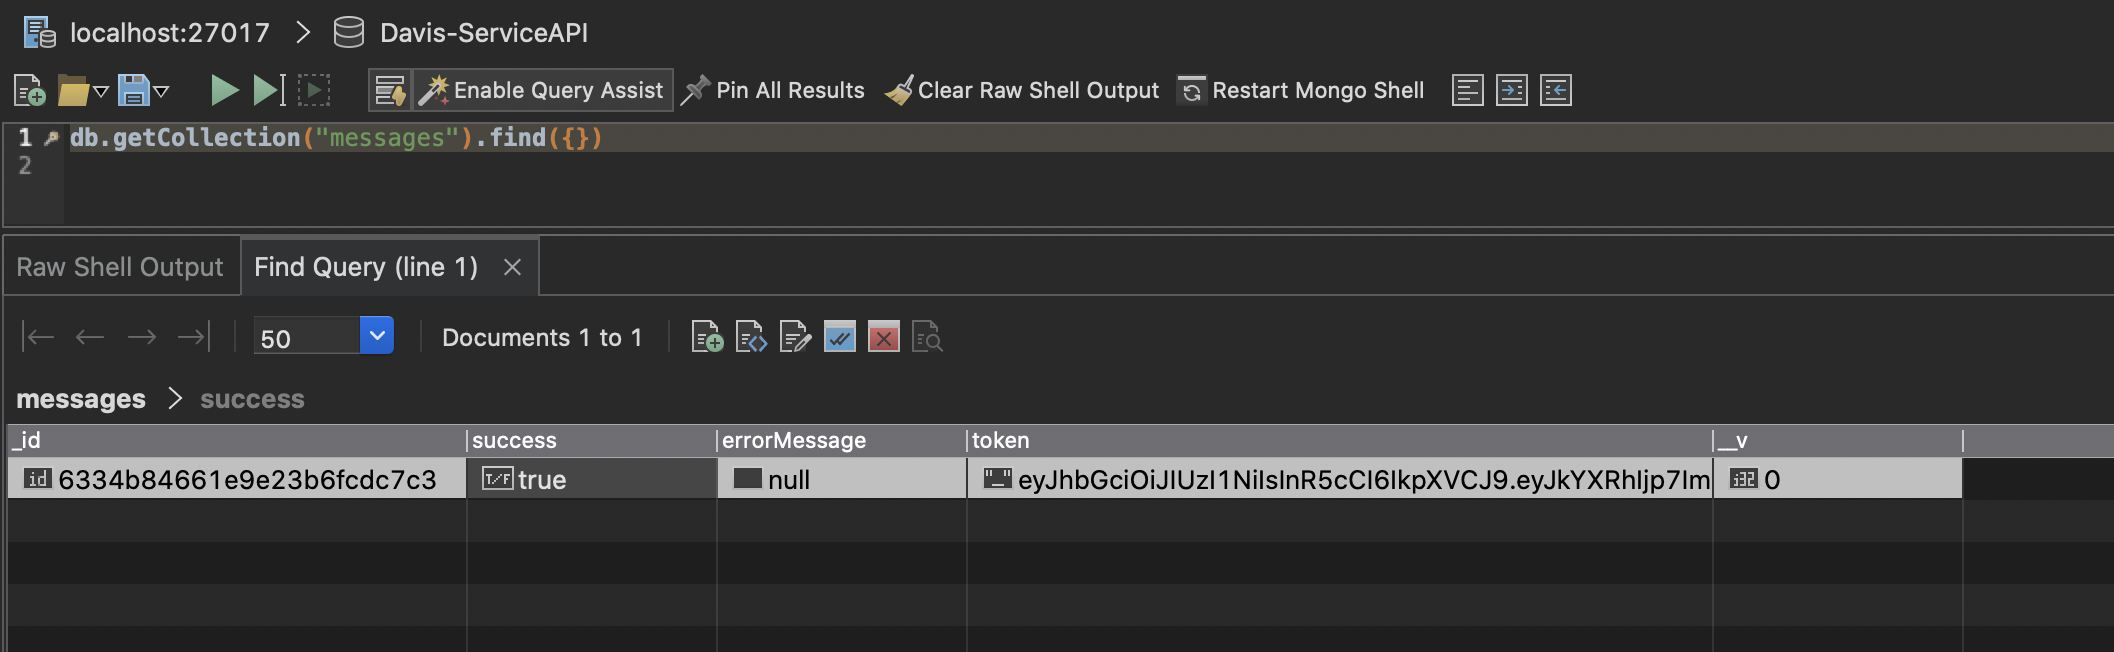 localhost:27017 > Davis-ServiceAPI
Enable Query Assist Pin All Results Clear Raw Shell Output Restart Mongo Shell
1 db.getCollection("messages").find({})
2
Raw Shell Output Find Query (line 1) ×
50 Documents 1 to 1
messages > success
_id success errorMessage token __v
id 6334b84661e9e23b6fcdc7c3 T/F true null "_" eyJhbGciOiJIUzI1NiIsInR5cCI6IkpXVCJ9.eyJkYXRhIjp7Im i32 0